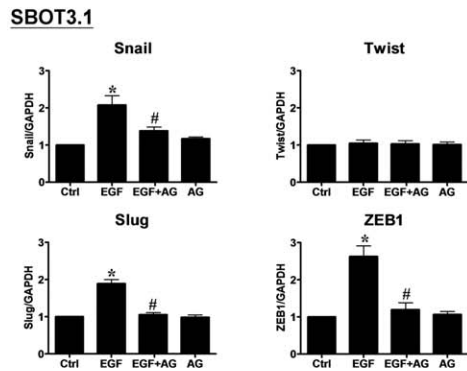 SBOT3.1
Snail
Snail/GAPDH
3
2
1
0
*
#
Ctrl EGF EGF+AG AG
Twist
Twist/GAPDH
3
2
1
0
Ctrl EGF EGF+AG AG
Slug
Slug/GAPDH
3
2
1
0
*
#
Ctrl EGF EGF+AG AG
ZEB1
ZEB1/GAPDH
3
2
1
0
*
#
Ctrl EGF EGF+AG AG